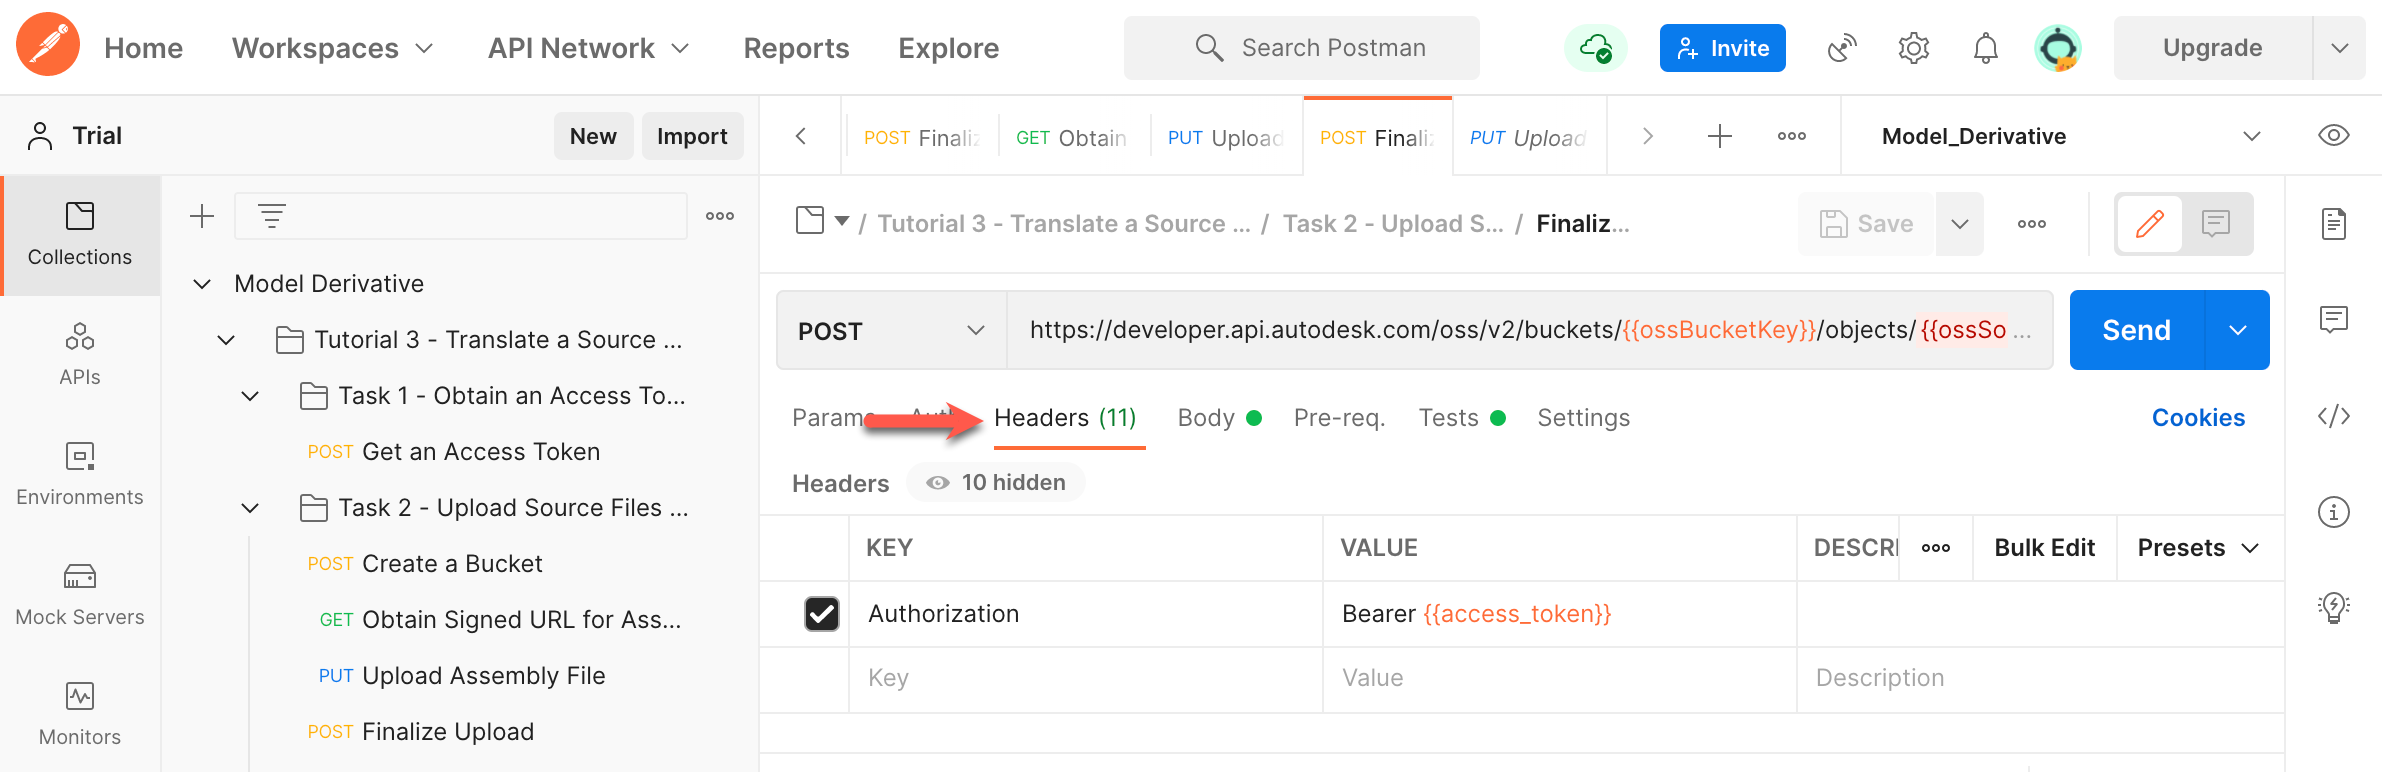 Home Workspaces API Network Reports Explore Search Postman Invite Upgrade
Trial New Import
POST Finaliz GET Obtain PUT Upload POST Finaliz PUT Upload Model_Derivative
/ Tutorial 3 - Translate a Source ... / Task 2 - Upload S... / Finaliz... Save
Collections
APIs
Environments
Mock Servers
Monitors
Model Derivative
Tutorial 3 - Translate a Source ...
Task 1 - Obtain an Access To...
POST Get an Access Token
Task 2 - Upload Source Files ...
POST Create a Bucket
GET Obtain Signed URL for Ass...
PUT Upload Assembly File
POST Finalize Upload
POST https://developer.api.autodesk.com/oss/v2/buckets/{{ossBucketKey}}/objects/{{ossSo ... Send
Params Auth Headers (11) Body Pre-req. Tests Settings Cookies
Headers 10 hidden
KEY VALUE DESCRI Bulk Edit Presets
Authorization Bearer {{access_token}}
Key Value Description